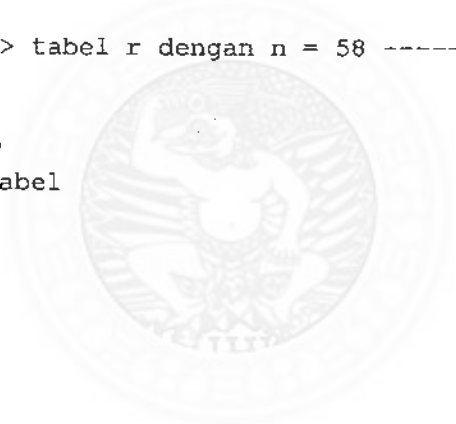 > tabel r dengan n = 58 -----
abel